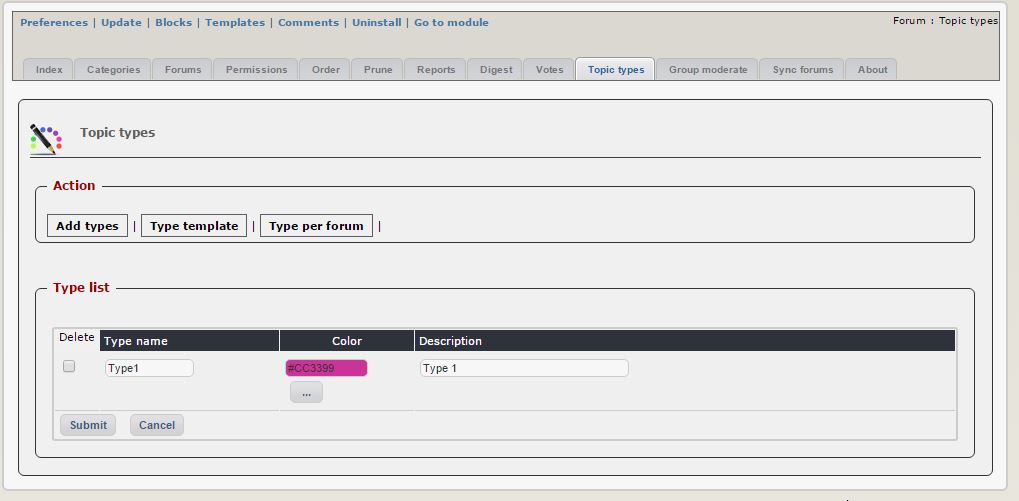 Preferences | Update | Blocks | Templates | Comments | Uninstall | Go to module
Forum : Topic types
Index Categories Forums Permissions Order Prune Reports Digest Votes Topic types Group moderate Sync forums About
Topic types
Action
Add types | Type template | Type per forum |
Type list
Delete Type name Color Description
Type1 #CC3399 Type 1
...
Submit Cancel